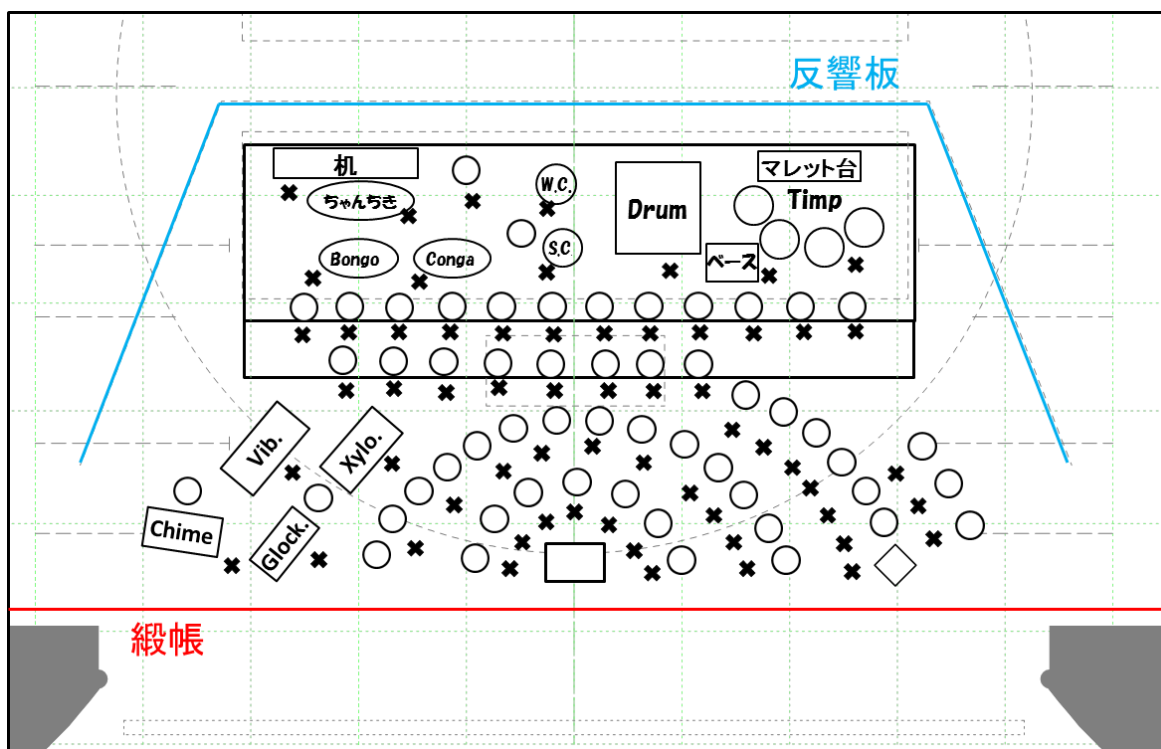 反響板
机
W.C.
マレット台
ちゃんちき
Drum
Timp
Bongo
Conga
S.C
ベース
Vib.
Xylo.
Chime
Glock.
緞帳